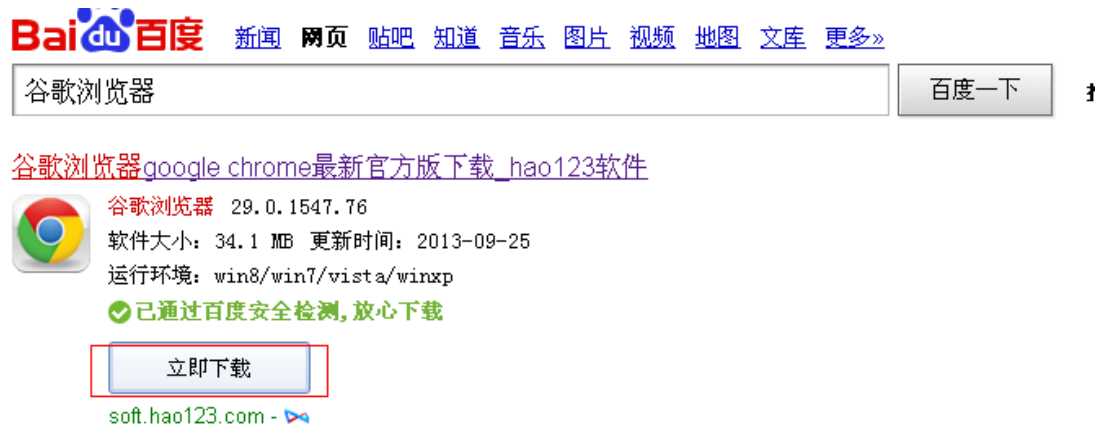 Baidu百度 新闻 网页 贴吧 知道 音乐 图片 视频 地图 文库 更多»
谷歌浏览器 百度一下
谷歌浏览器google chrome最新官方版下载_hao123软件
谷歌浏览器 29.0.1547.76
软件大小: 34.1 MB 更新时间: 2013-09-25
运行环境: win8/win7/vista/winxp
已通过百度安全检测,放心下载
立即下载
soft.hao123.com -